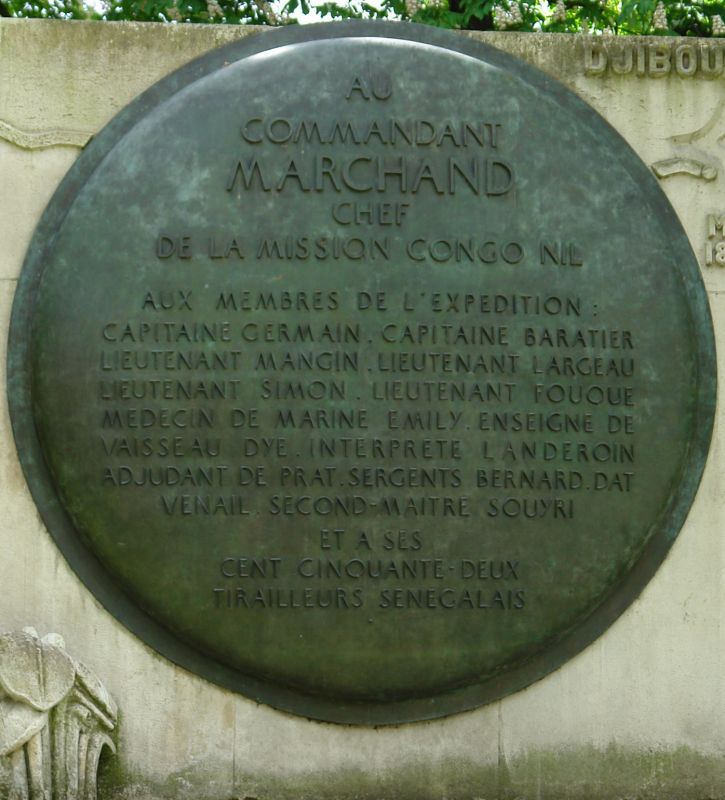 AU
COMMANDANT
MARCHAND
CHEF
DE LA MISSION CONGO NIL
AUX MEMBRES DE L'EXPEDITION :
CAPITAINE GERMAIN . CAPITAINE BARATIER
LIEUTENANT MANGIN . LIEUTENANT LARGEAU
LIEUTENANT SIMON . LIEUTENANT FOUQUE
MEDECIN DE MARINE EMILY . ENSEIGNE DE
VAISSEAU DYE . INTERPRETE LANDEROIN
ADJUDANT DE PRAT . SERGENTS BERNARD . DAT
VENAIL . SECOND-MAITRE SOUYRI
ET A SES
CENT CINQUANTE-DEUX
TIRAILLEURS SENEGALAIS
DJIBOU